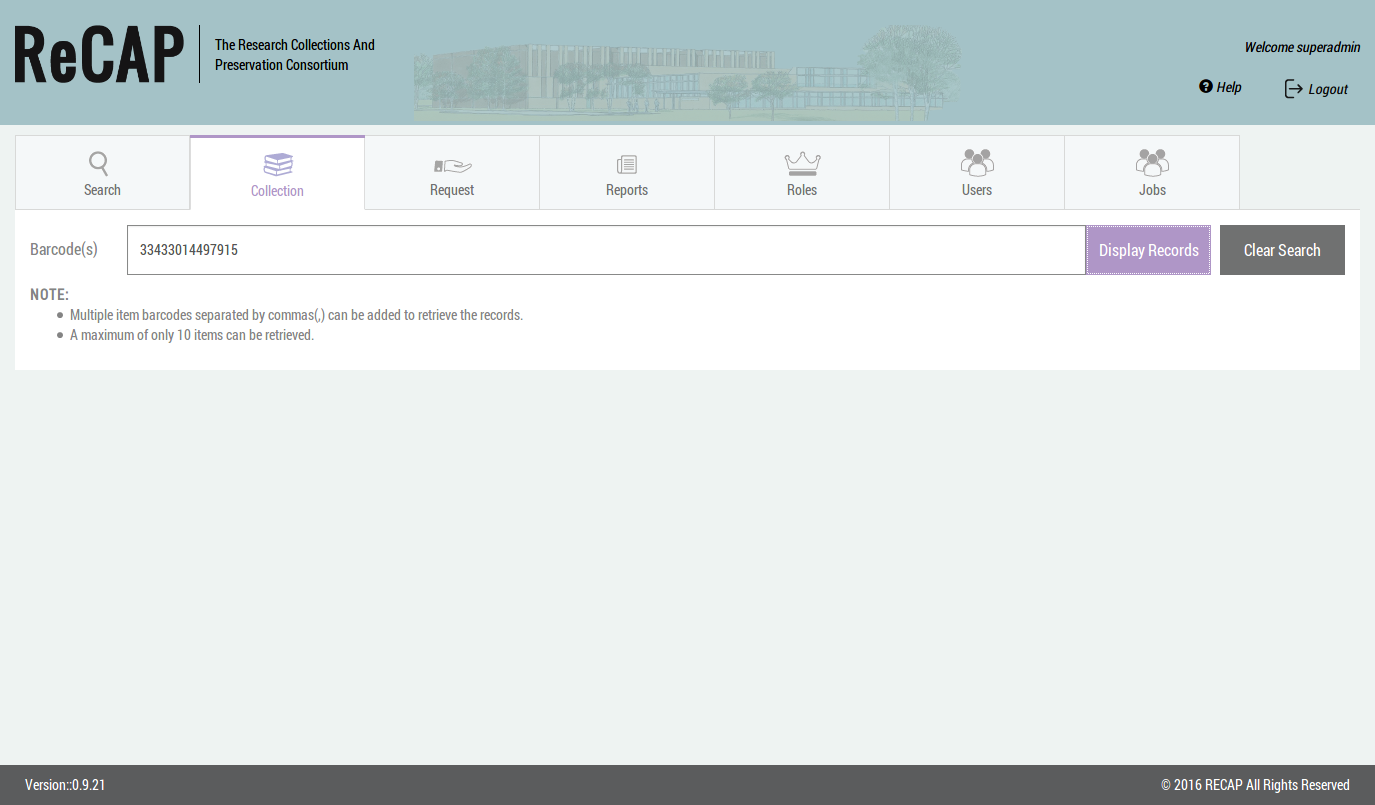 ReCAP
The Research Collections And
Preservation Consortium
Welcome superadmin
Help
Logout
Search
Collection
Request
Reports
Roles
Users
Jobs
Barcode(s)
33433014497915
Display Records
Clear Search
NOTE:
Multiple item barcodes separated by commas(,) can be added to retrieve the records.
A maximum of only 10 items can be retrieved.
Version::0.9.21
© 2016 RECAP All Rights Reserved